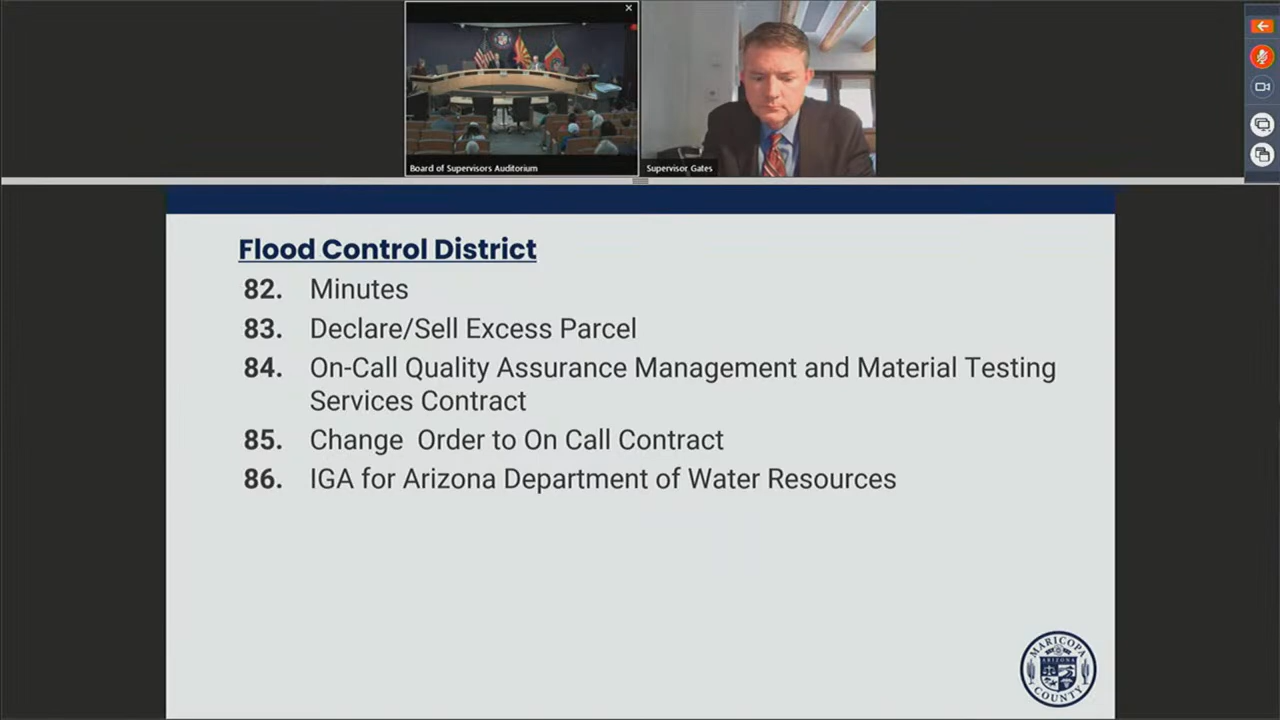 Board of Supervisors Auditorium
Supervisor Gates
Flood Control District
82. Minutes
83. Declare/Sell Excess Parcel
84. On-Call Quality Assurance Management and Material Testing
Services Contract
85. Change Order to On Call Contract
86. IGA for Arizona Department of Water Resources
MARICOPA
ARIZONA
COUNTY